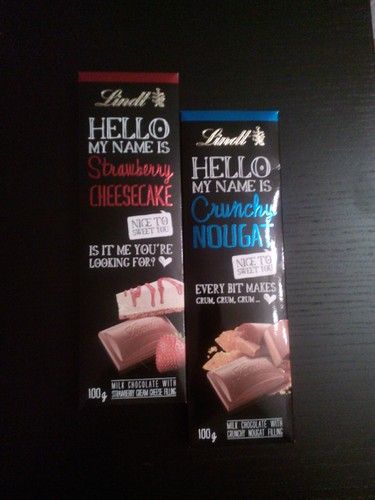 Lindt
HELLO
MY NAME IS
Strawberry
CHEESECAKE
NICE TO
SWEET YOU
IS IT ME YOU'RE
LOOKING FOR?
100g
MILK CHOCOLATE WITH
STRAWBERRY CREAM CHEESE FILLING
Lindt
HELLO
MY NAME IS
Crunchy
NOUGAT
NICE TO
SWEET YOU
EVERY BIT MAKES
CRUM, CRUM, CRUM...
100g
MILK CHOCOLATE WITH
CRUNCHY NOUGAT FILLING